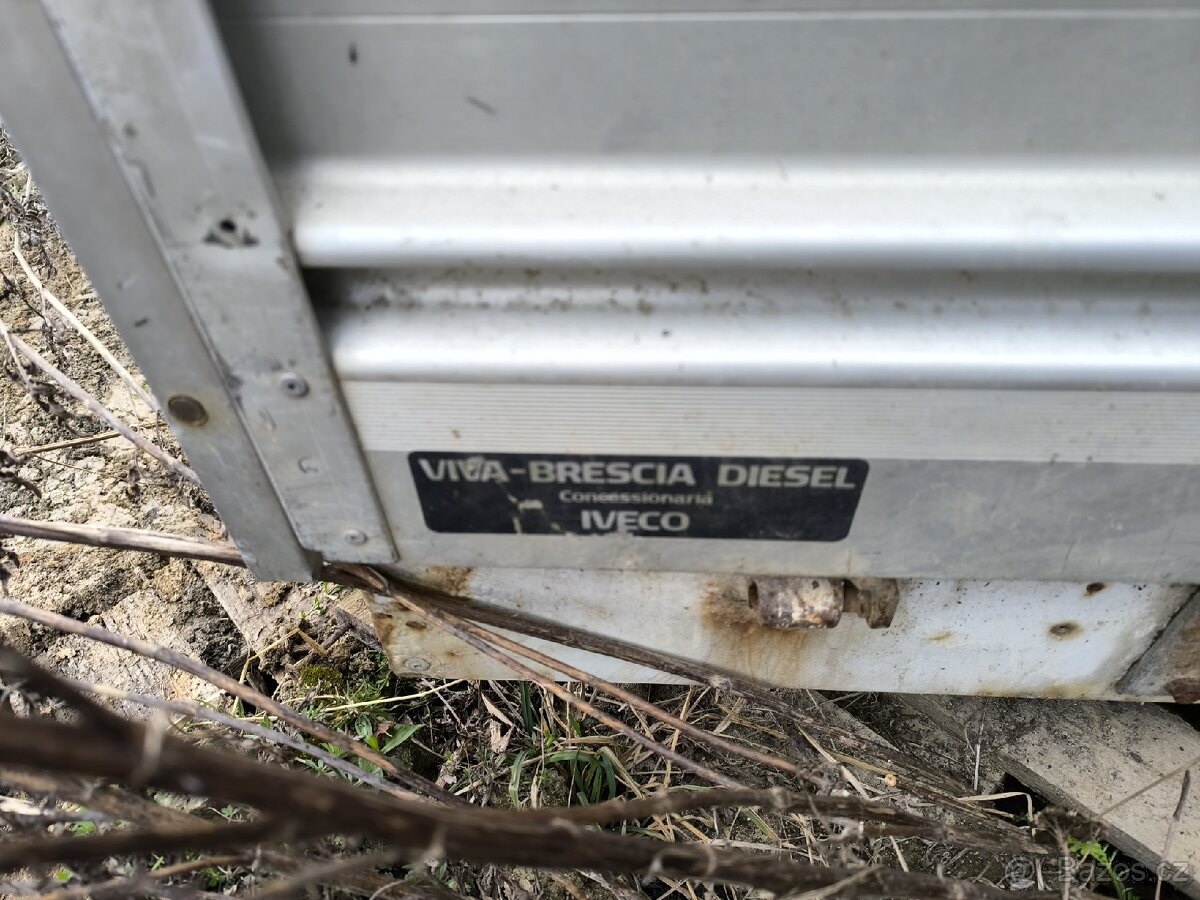 VIVA-BRESCIA DIESEL
Concessionaria
IVECO
Bazos.cz